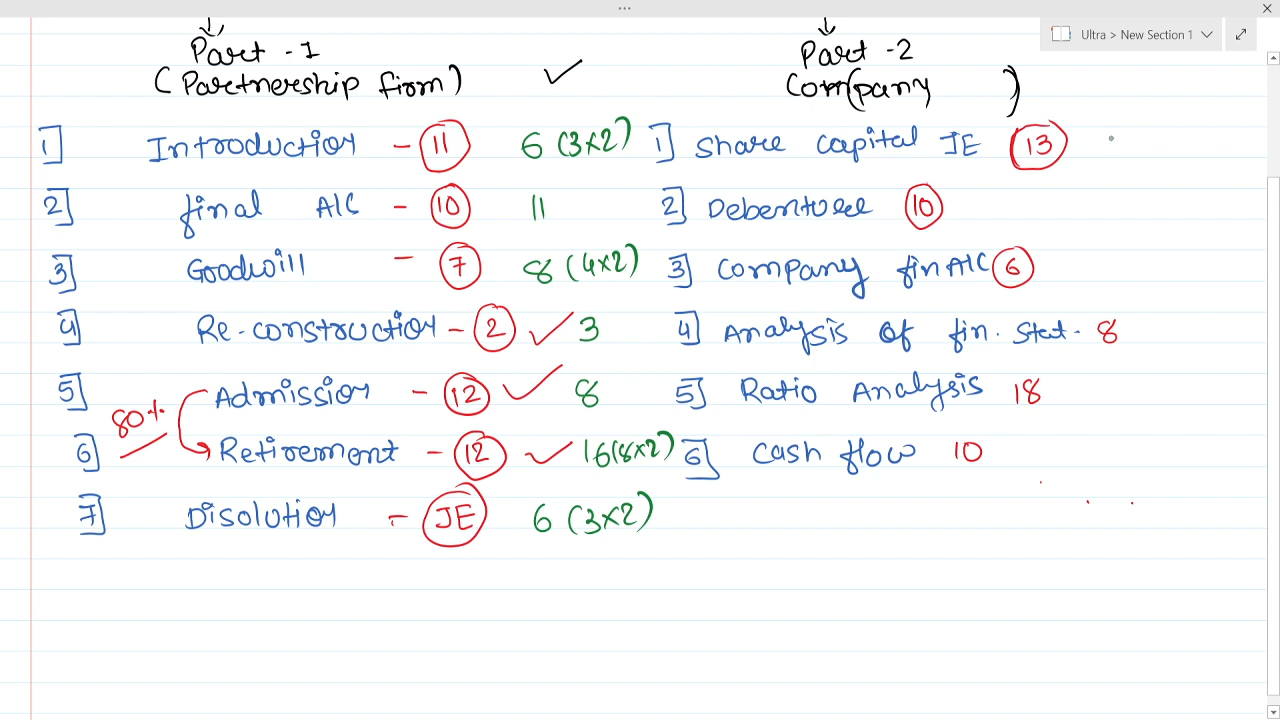 Ultra > New Section 1
Part - 1
(Partnership firm) ✓
Part - 2
Com(pany )
1] Introduction - 11 6 (3x2)
2] final A/C - 10 11
3] Goodwill - 7 8 (4x2)
4] Re-construction - 2 ✓ 3
5] Admission - 12 ✓ 8
80%
6] Retirement - 12 ✓ 16(8x2)
7] Disolution - JE 6 (3x2)
1] Share capital JE 13
2] Debenture 10
3] Company fin A/C 6
4] Analysis of fin. Stat. 8
5] Ratio Analysis 18
6] Cash flow 10